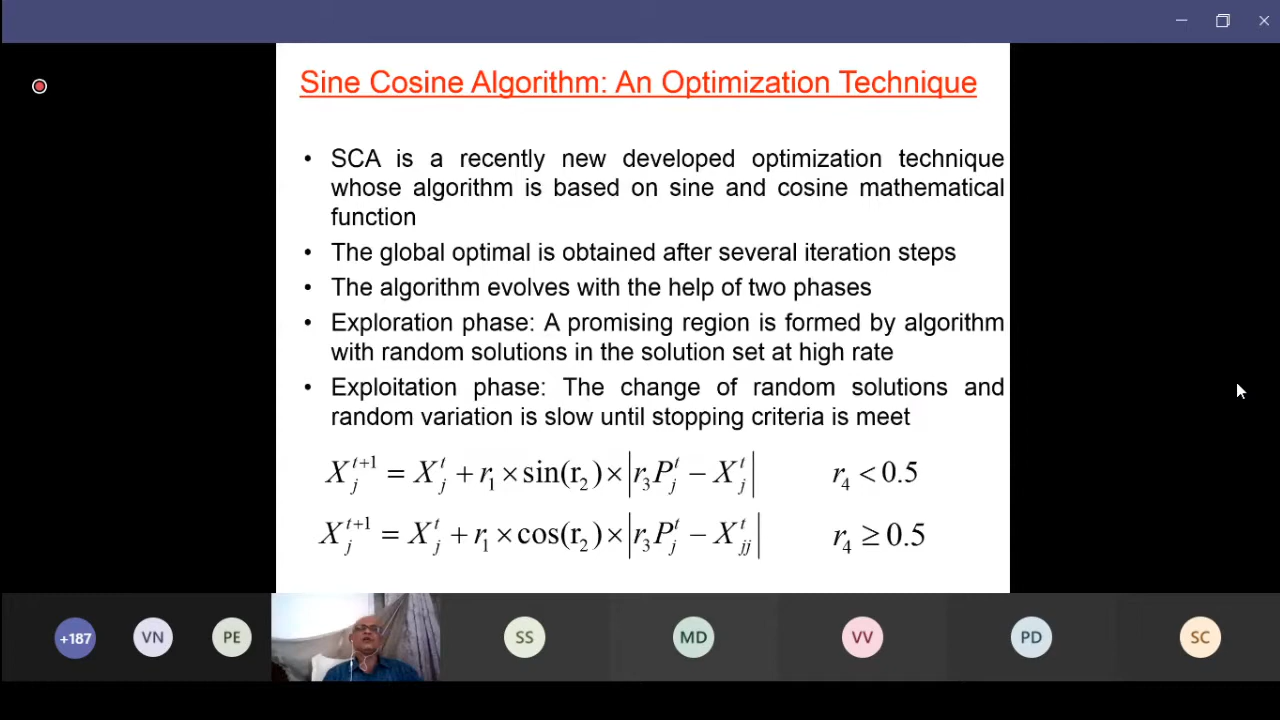 Sine Cosine Algorithm: An Optimization Technique
• SCA is a recently new developed optimization technique
whose algorithm is based on sine and cosine mathematical
function
• The global optimal is obtained after several iteration steps
• The algorithm evolves with the help of two phases
• Exploration phase: A promising region is formed by algorithm
with random solutions in the solution set at high rate
• Exploitation phase: The change of random solutions and
random variation is slow until stopping criteria is meet
X_j^{t+1} = X_j^t + r_1 × sin(r_2) × |r_3 P_j^t − X_j^t| r_4 < 0.5
X_j^{t+1} = X_j^t + r_1 × cos(r_2) × |r_3 P_j^t − X_{jj}^t| r_4 ≥ 0.5
+187 VN PE SS MD VV PD SC